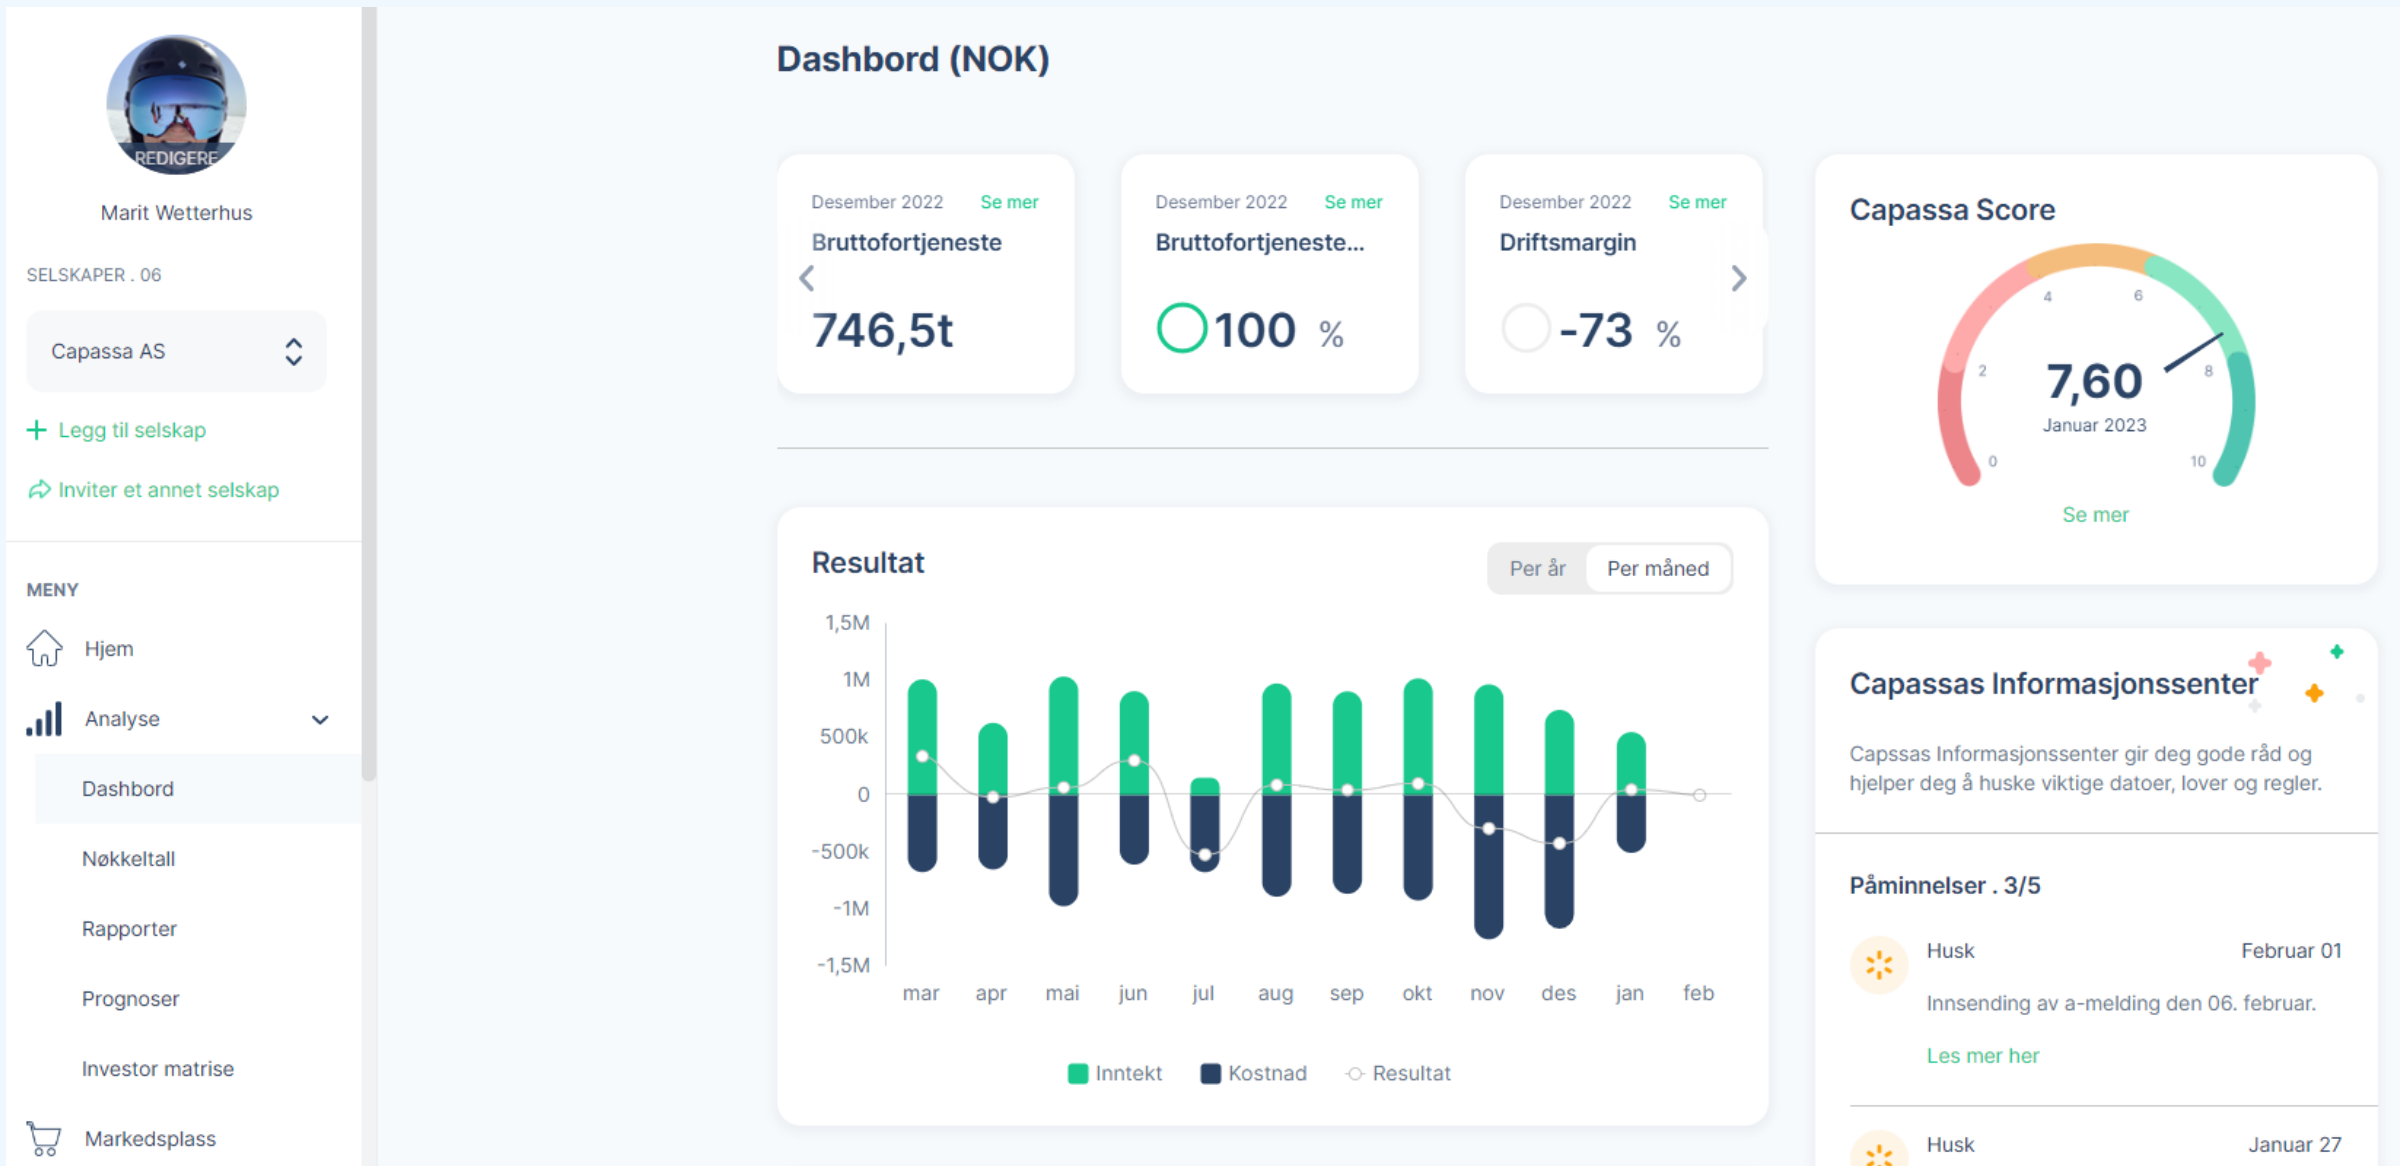 REDIGERE
Marit Wetterhus
SELSKAPER . 06
Capassa AS
Legg til selskap
Inviter et annet selskap
MENY
Hjem
Analyse
Dashbord
Nøkkeltall
Rapporter
Prognoser
Investor matrise
Markedsplass
Dashbord (NOK)
Desember 2022 Se mer
Bruttofortjeneste
746,5t
Desember 2022 Se mer
Bruttofortjeneste...
100 %
Desember 2022 Se mer
Driftsmargin
-73 %
Resultat
Per år Per måned
1,5M
1M
500k
0
-500k
-1M
-1,5M
mar apr mai jun jul aug sep okt nov des jan feb
Inntekt Kostnad Resultat
Capassa Score
4 6
2 8
7,60
Januar 2023
0 10
Se mer
Capassas Informasjonssenter
Capssas Informasjonssenter gir deg gode råd og
hjelper deg å huske viktige datoer, lover og regler.
Påminnelser . 3/5
Husk Februar 01
Innsending av a-melding den 06. februar.
Les mer her
Husk Januar 27